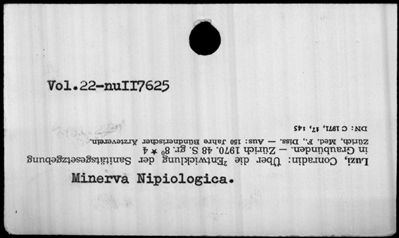 Vol.22-nuII7625
Minerva Nipiologica.
Luzi, Conradin: Über die Entwicklung der Sanitätsgesetzgebung
in Graubünden. — Zürich 1970. 48 S. gr. 8° * 4
Zürich, Med. F., Diss. — Aus: 150 Jahre Bündnerischer Ärzteverein.
DN: C 1971, 17, 145